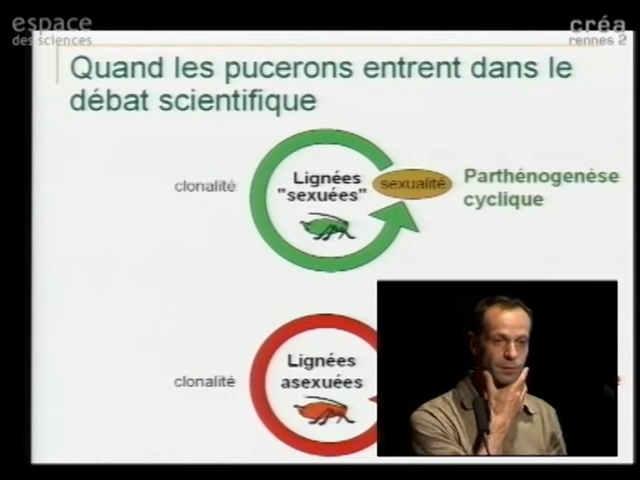 espace
des sciences
créa
rennes 2
Quand les pucerons entrent dans le
débat scientifique
clonalité
Lignées
"sexuées"
sexualité
Parthénogenèse
cyclique
clonalité
Lignées
asexuées